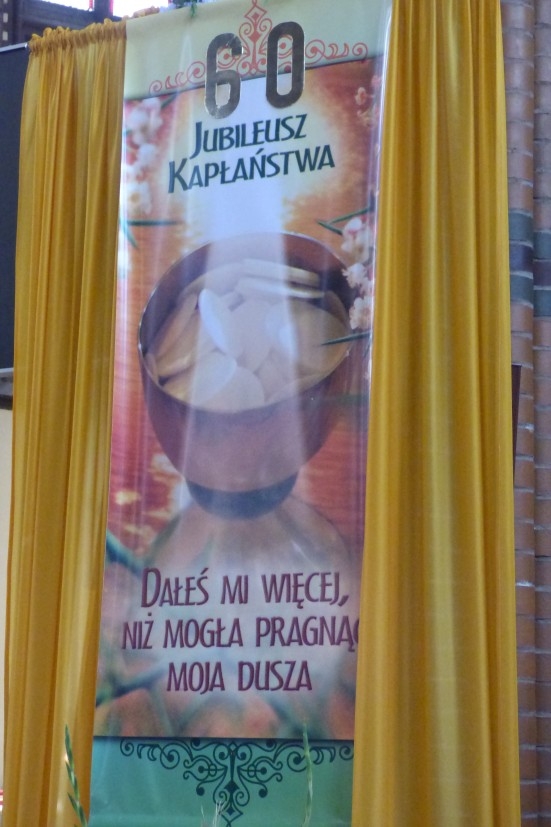 60
JUBILEUSZ
KAPŁAŃSTWA
DAŁEŚ MI WIĘCEJ,
NIŻ MOGŁA PRAGNĄĆ
MOJA DUSZA